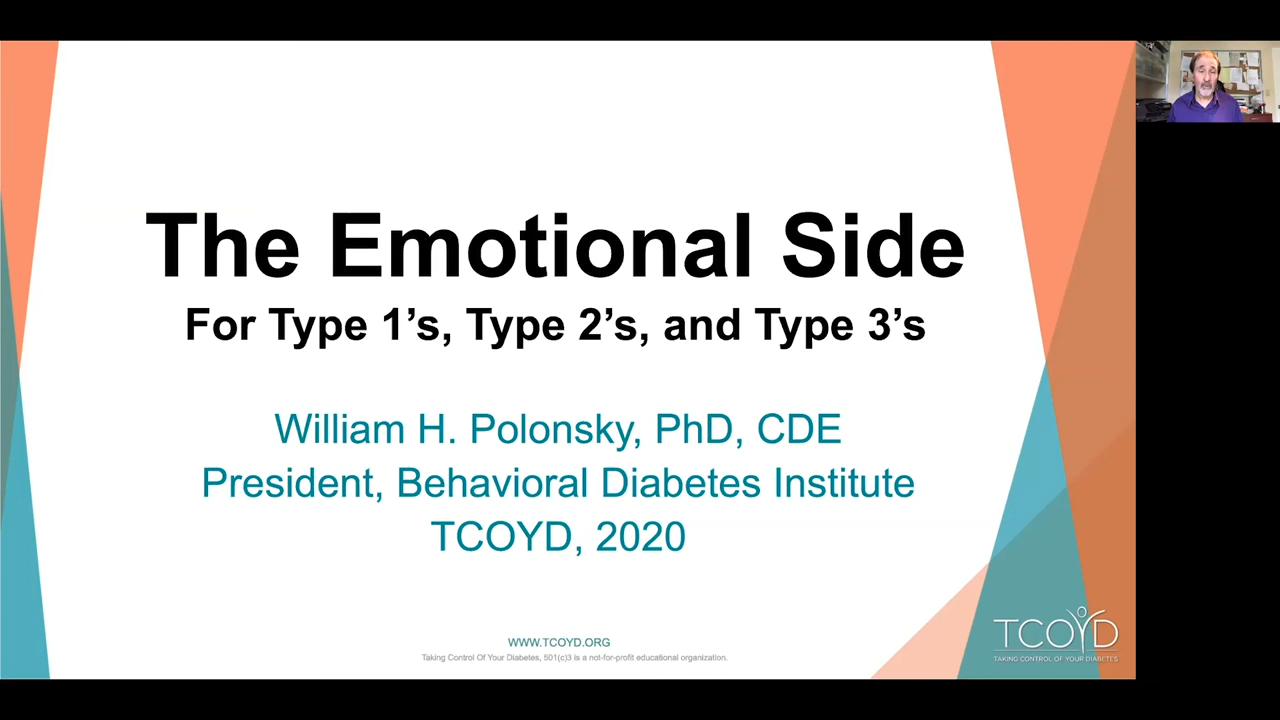 The Emotional Side
For Type 1’s, Type 2’s, and Type 3’s
William H. Polonsky, PhD, CDE
President, Behavioral Diabetes Institute
TCOYD, 2020
WWW.TCOYD.ORG
Taking Control Of Your Diabetes, 501(c)3 is a not-for-profit educational organization.
TCOYD
TAKING CONTROL OF YOUR DIABETES